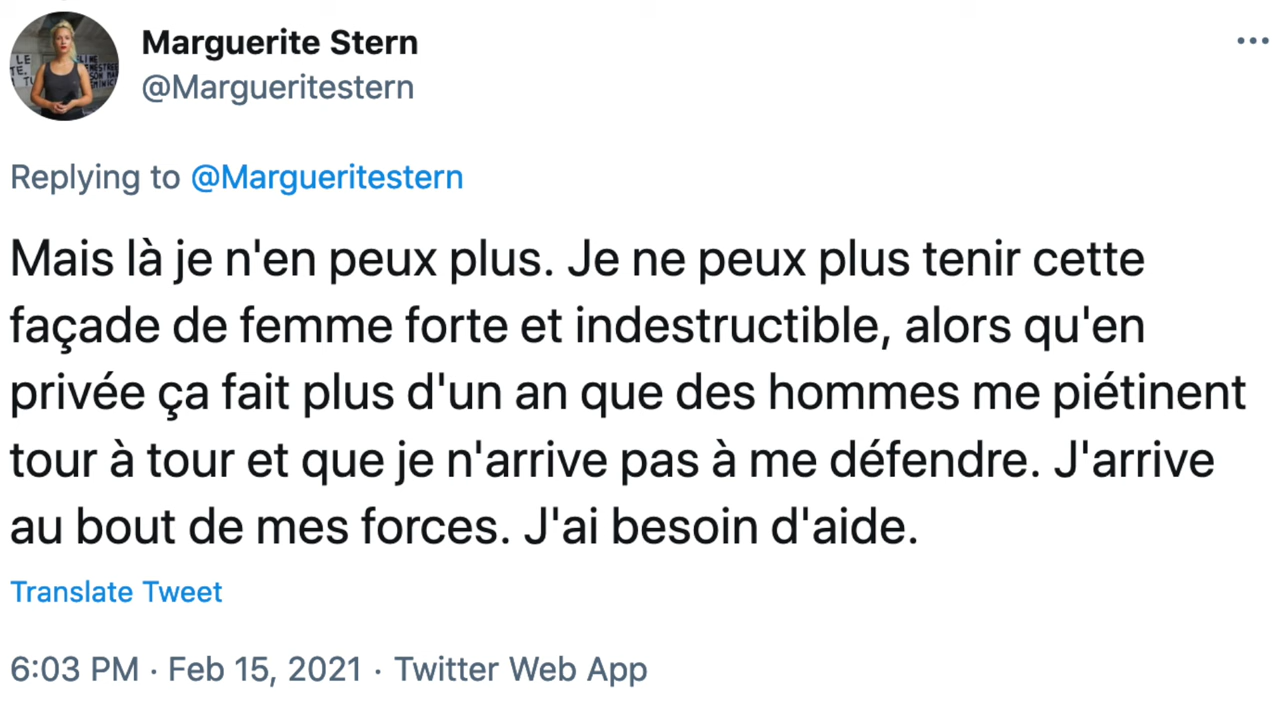 Marguerite Stern
@Margueritestern
Replying to @Margueritestern
Mais là je n'en peux plus. Je ne peux plus tenir cette
façade de femme forte et indestructible, alors qu'en
privée ça fait plus d'un an que des hommes me piétinent
tour à tour et que je n'arrive pas à me défendre. J'arrive
au bout de mes forces. J'ai besoin d'aide.
Translate Tweet
6:03 PM · Feb 15, 2021 · Twitter Web App